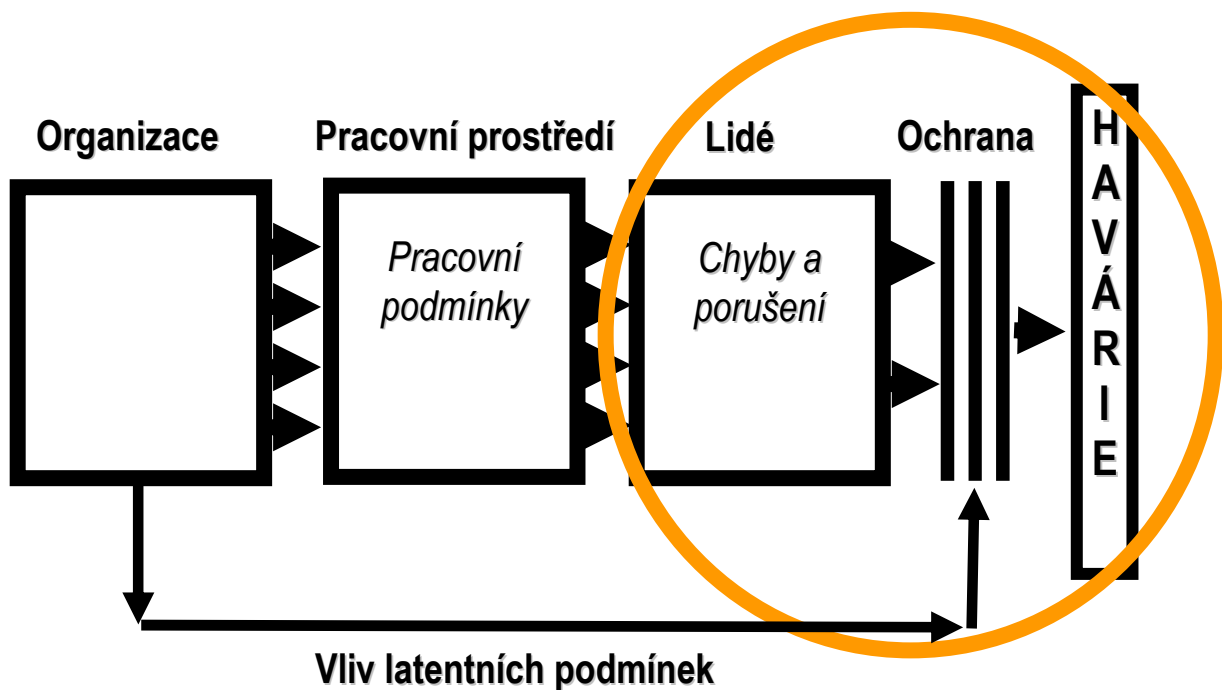 Organizace
Pracovní prostředí
Lidé
Ochrana
Pracovní
podmínky
Chyby a
porušení
H
A
V
Á
R
I
E
Vliv latentních podmínek